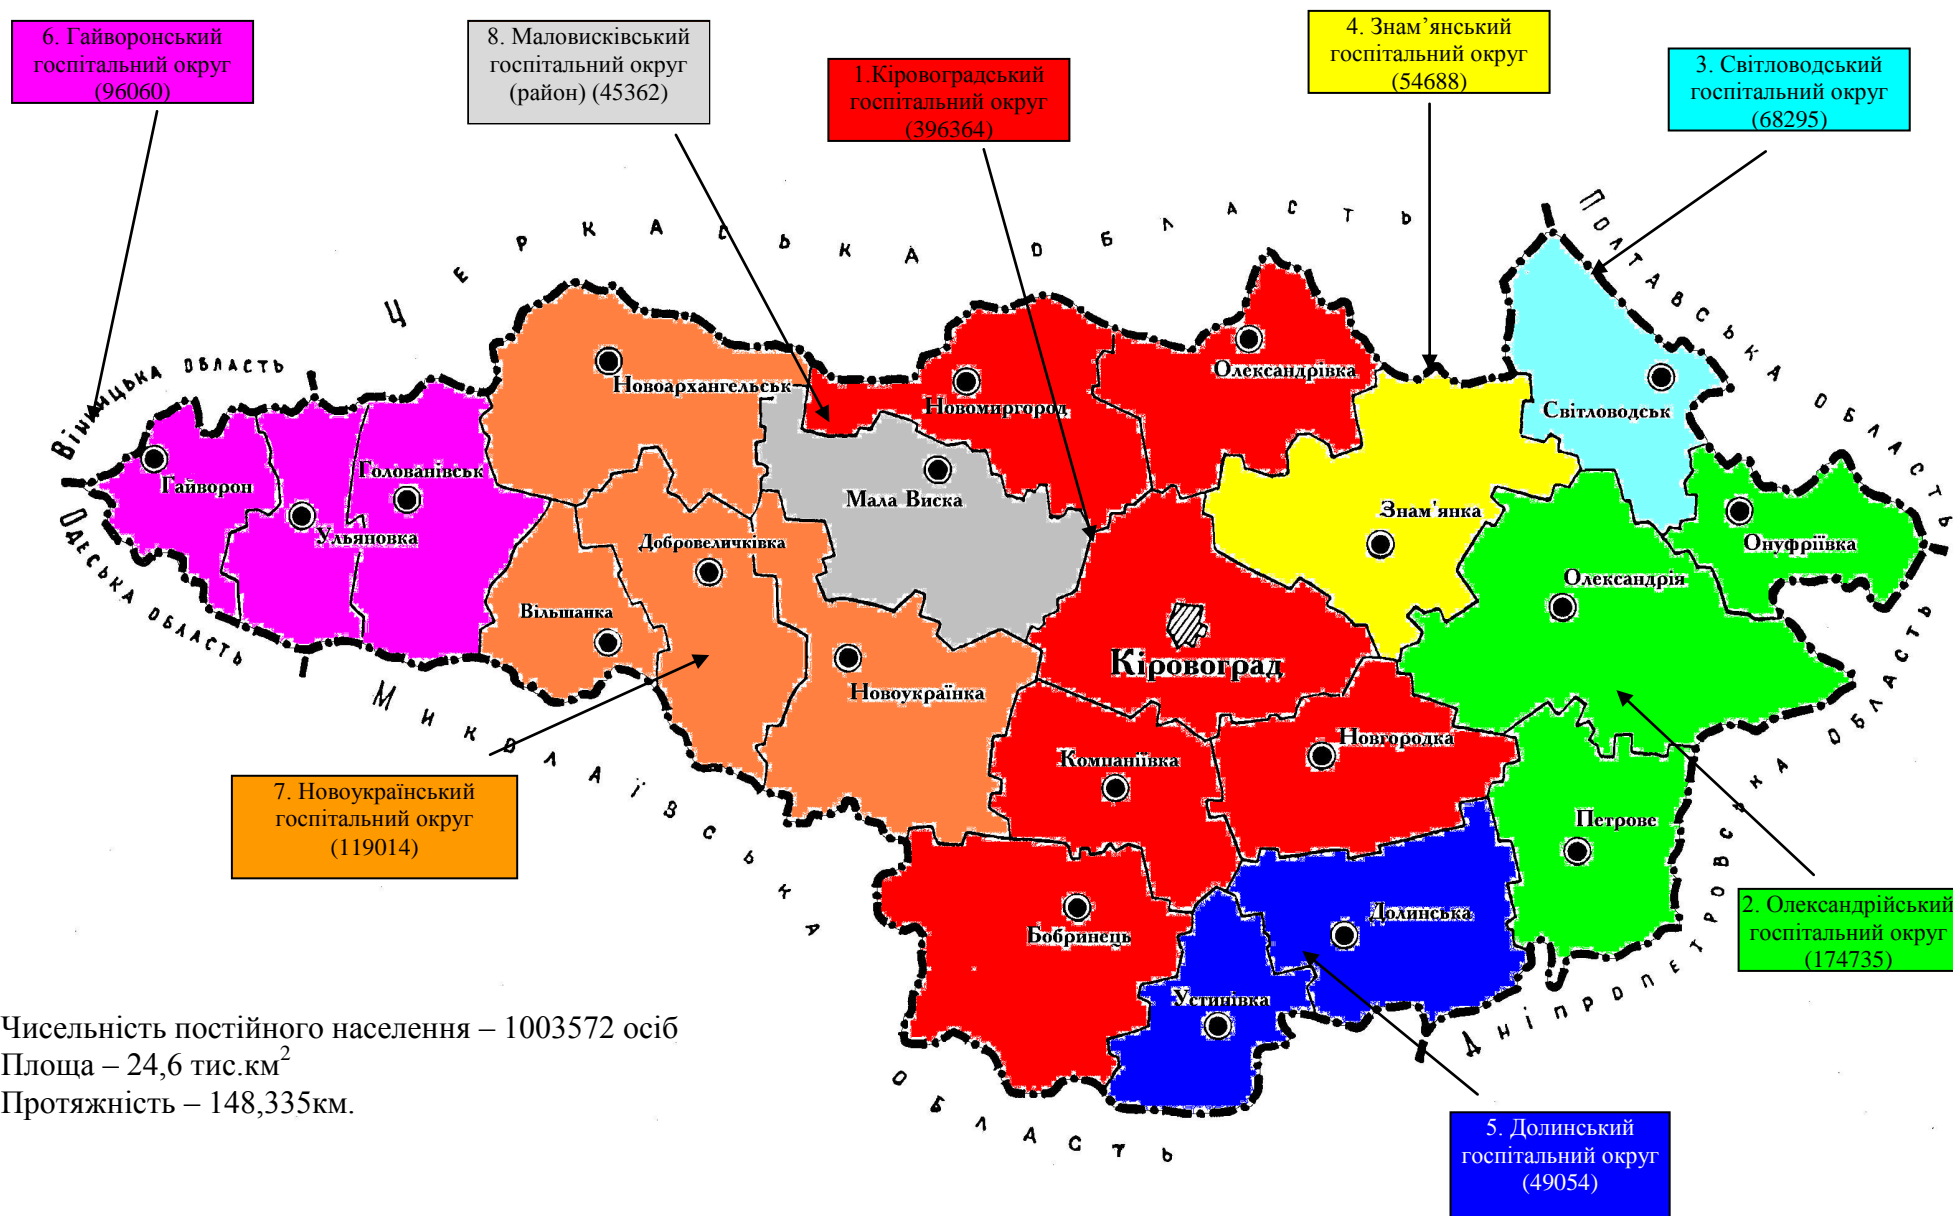 6. Гайворонський
госпітальний округ
(96060)
8. Маловисківський
госпітальний округ
(район) (45362)
1.Кіровоградський
госпітальний округ
(396364)
4. Знам’янський
госпітальний округ
(54688)
3. Світловодський
госпітальний округ
(68295)
ЧЕРКАСЬКА ОБЛАСТЬ
ПОЛТАВСЬКА ОБЛАСТЬ
ВІННИЦЬКА ОБЛАСТЬ
ОДЕСЬКА ОБЛАСТЬ
МИКОЛАЇВСЬКА ОБЛАСТЬ
ДНІПРОПЕТРОВСЬКА ОБЛАСТЬ
Новоархангельськ
Олександрівка
Новомиргород
Світловодськ
Голованівськ
Гайворон
Мала Виска
Знам'янка
Ульяновка
Добровеличківка
Онуфріївка
Олександрія
Вільшанка
Кіровоград
Новоукраїнка
Новгородка
Компаніївка
Петрове
Долинська
Бобринець
Устинівка
7. Новоукраїнський
госпітальний округ
(119014)
2. Олександрійський
госпітальний округ
(174735)
5. Долинський
госпітальний округ
(49054)
Чисельність постійного населення – 1003572 осіб
Площа – 24,6 тис.км²
Протяжність – 148,335км.